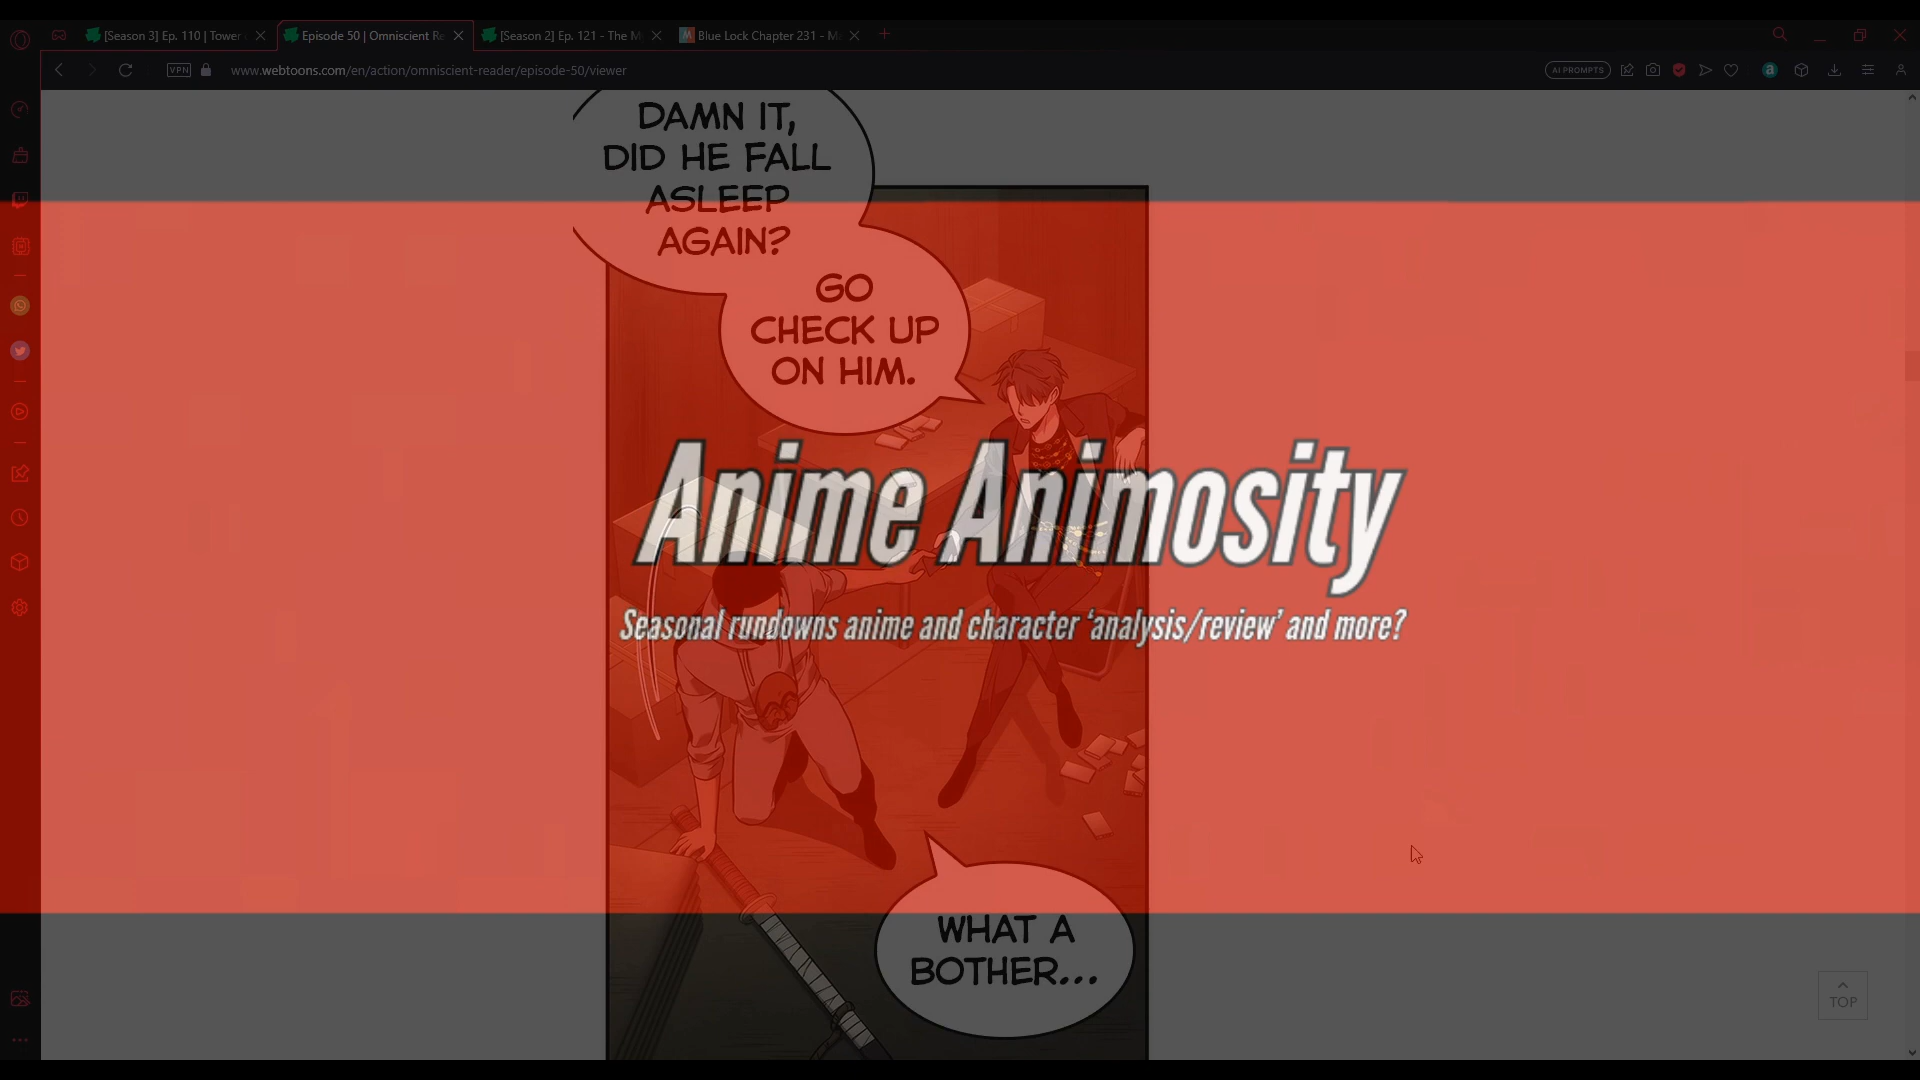 [Season 3] Ep. 110 | Tower
Episode 50 | Omniscient Re
[Season 2] Ep. 121 - The M
Blue Lock Chapter 231 - M
VPN
www.webtoons.com/en/action/omniscient-reader/episode-50/viewer
AI PROMPTS
a
DAMN IT,
DID HE FALL
ASLEEP
AGAIN?
GO
CHECK UP
ON HIM.
Anime Animosity
Seasonal rundowns anime and character ‘analysis/review’ and more?
WHAT A
BOTHER...
TOP